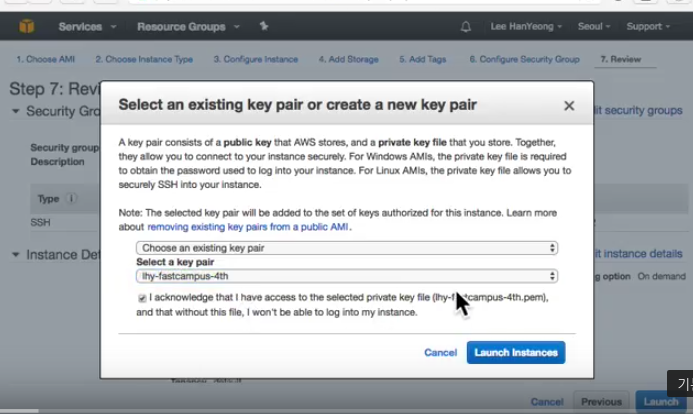 Services Resource Groups Lee HanYeong Seoul Support
1. Choose AMI 2. Choose Instance Type 3. Configure Instance 4. Add Storage 5. Add Tags 6. Configure Security Group 7. Review
Step 7: Revi
Security Gro
dit security groups
Security group
Description
Type
SSH
Instance Det
it instance details
g option On demand
Select an existing key pair or create a new key pair
A key pair consists of a public key that AWS stores, and a private key file that you store. Together,
they allow you to connect to your instance securely. For Windows AMIs, the private key file is required
to obtain the password used to log into your instance. For Linux AMIs, the private key file allows you to
securely SSH into your instance.
Note: The selected key pair will be added to the set of keys authorized for this instance. Learn more
about removing existing key pairs from a public AMI.
Choose an existing key pair
Select a key pair
lhy-fastcampus-4th
I acknowledge that I have access to the selected private key file (lhy-fastcampus-4th.pem),
and that without this file, I won't be able to log into my instance.
Cancel Launch Instances
Cancel Previous Launch